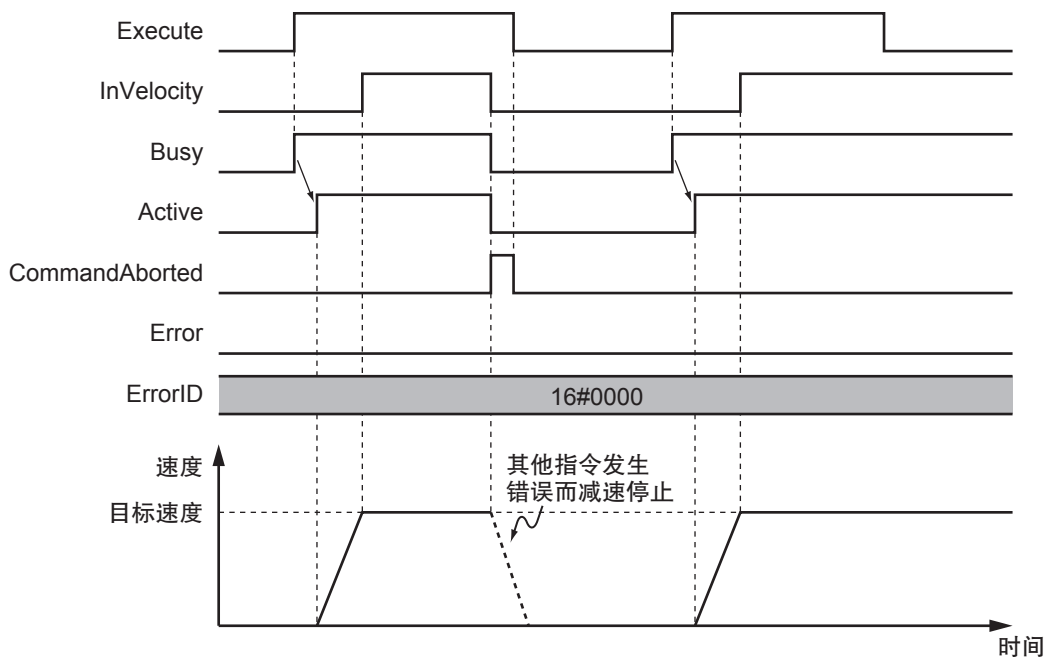 Execute
InVelocity
Busy
Active
CommandAborted
Error
ErrorID
16#0000
速度
其他指令发生
错误而减速停止
目标速度
时间